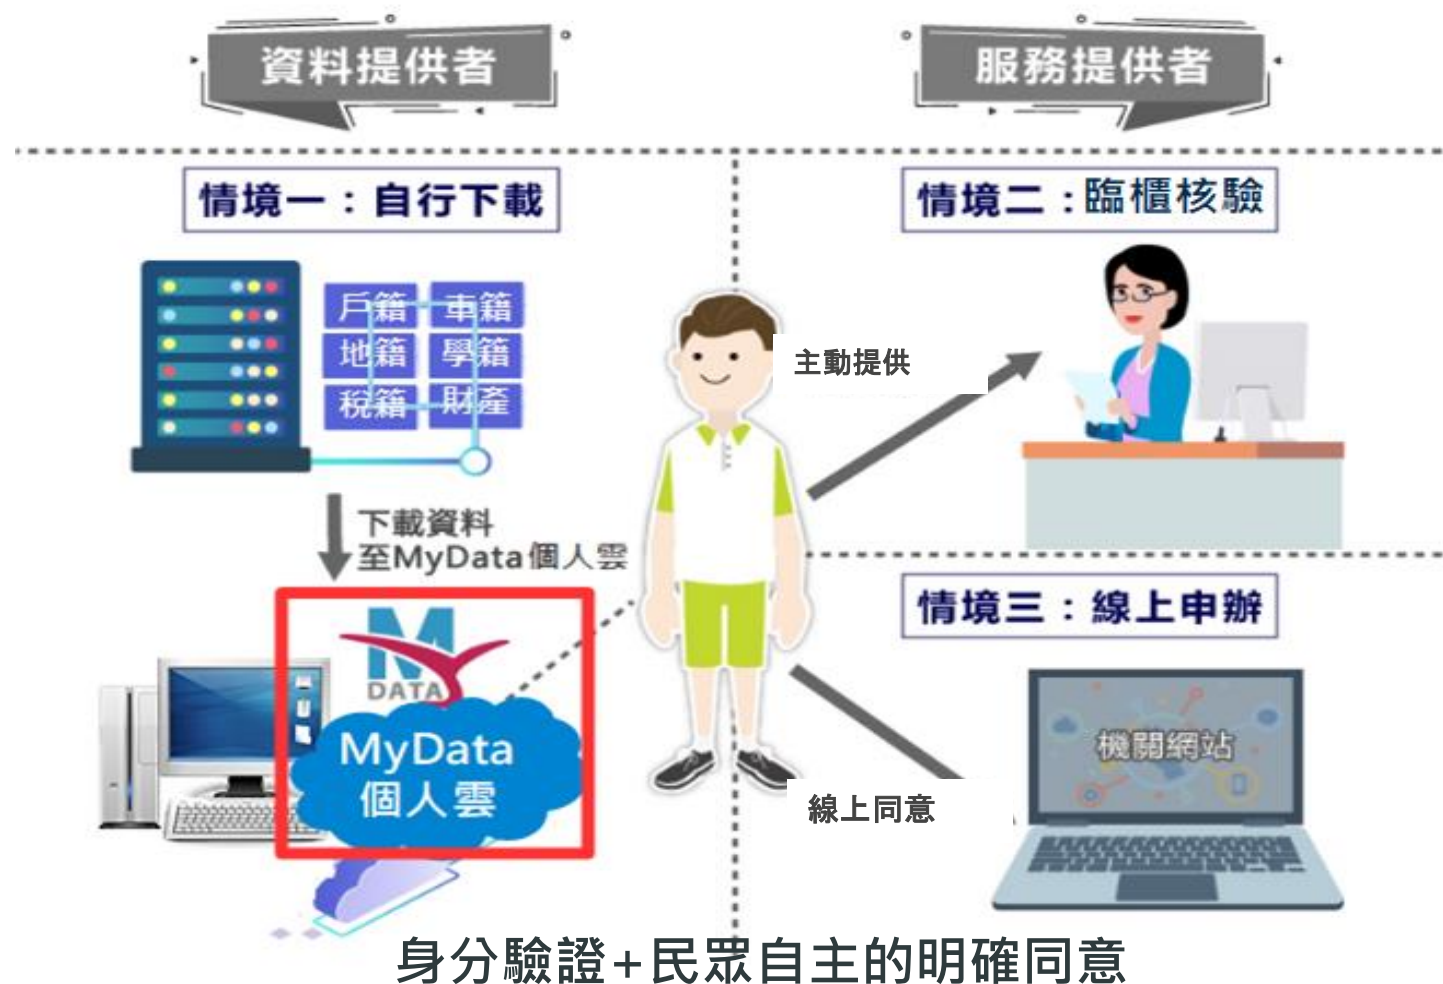 資料提供者
服務提供者
情境一：自行下載
情境二：臨櫃核驗
戶籍 車籍
地籍 學籍
稅籍 財產
主動提供
下載資料
至MyData個人雲
情境三：線上申辦
M
DATA
MyData
個人雲
機關網站
線上同意
身分驗證+民眾自主的明確同意